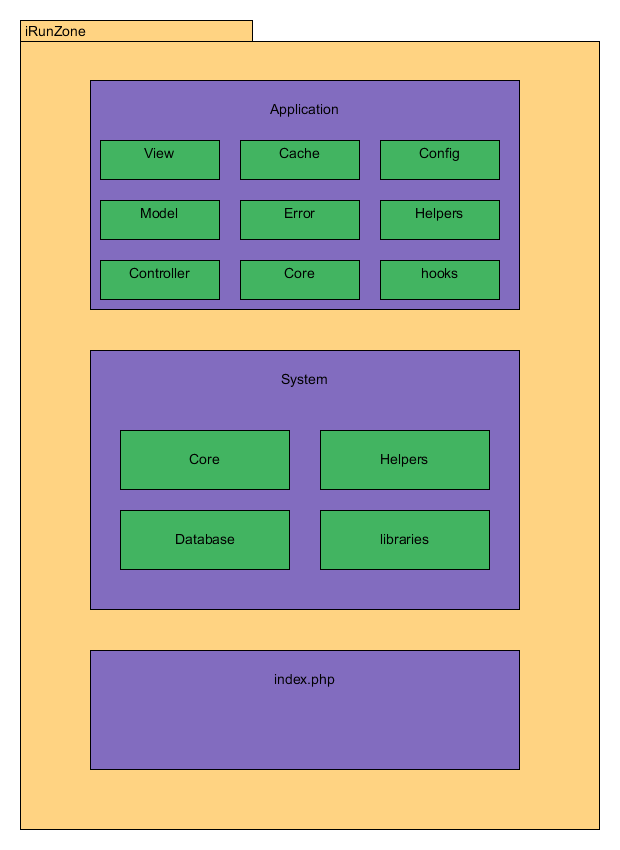 iRunZone
Application
View Cache Config
Model Error Helpers
Controller Core hooks
System
Core Helpers
Database libraries
index.php